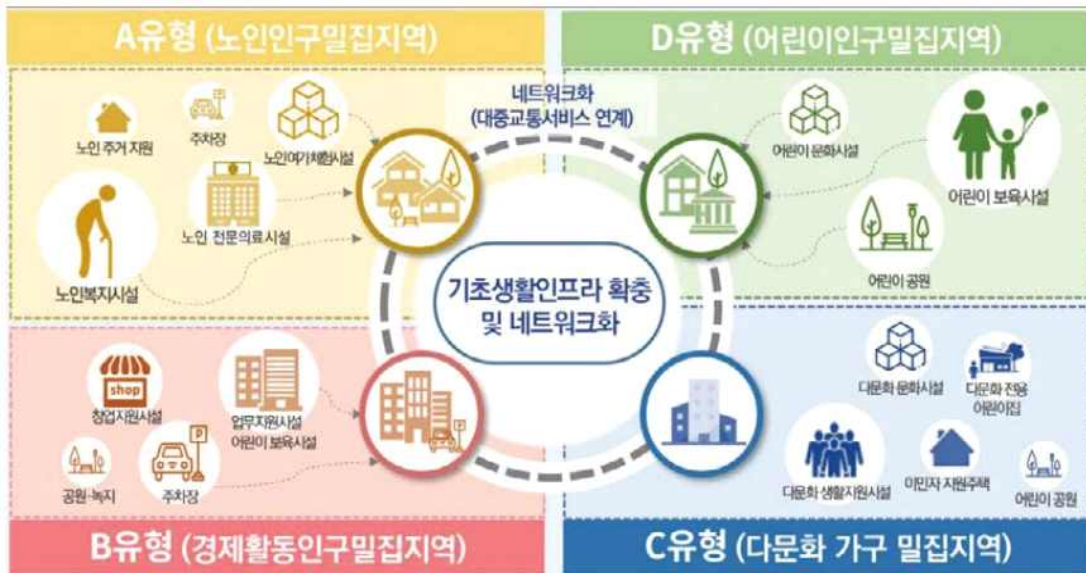 A유형 (노인인구밀집지역)
D유형 (어린이인구밀집지역)
네트워크화
(대중교통서비스 연계)
노인 주거 지원
주차장
노인여가체험시설
노인 전문의료시설
노인복지시설
어린이 문화시설
어린이 보육시설
어린이 공원
기초생활인프라 확충
및 네트워크화
shop
창업지원시설
업무지원시설
어린이 보육시설
공원·녹지
P
주차장
다문화 문화시설
다문화 전용
어린이집
다문화 생활지원시설
이민자 지원주택
어린이 공원
B유형 (경제활동인구밀집지역)
C유형 (다문화 가구 밀집지역)